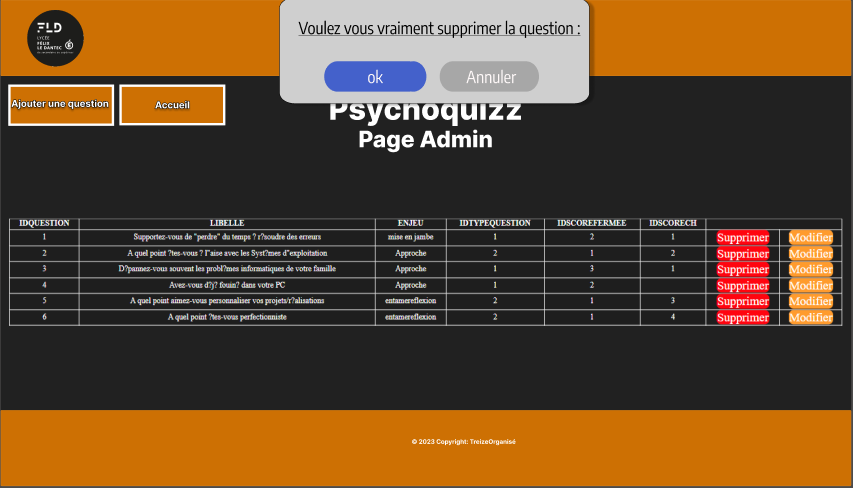 FLD
LYCÉE
FÉLIX
LE DANTEC
Voulez vous vraiment supprimer la question :
ok Annuler
Ajouter une question Accueil
Psychoquizz
Page Admin
IDQUESTION LIBELLE ENJEU IDTYPEQUESTION IDSCOREFERMEE IDSCORECH
1 Supportez-vous de "perdre" du temps ? r?soudre des erreurs mise en jambe 1 2 1 Supprimer Modifier
2 A quel point ?tes-vous ? l''aise avec les Syst?mes d''exploitation Approche 2 1 2 Supprimer Modifier
3 D?pannez-vous souvent les probl?mes informatiques de votre famille Approche 1 3 1 Supprimer Modifier
4 Avez-vous d?j? fouin? dans votre PC Approche 1 2 Supprimer Modifier
5 A quel point aimez-vous personnaliser vos projets/r?alisations entamereflexion 2 1 3 Supprimer Modifier
6 A quel point ?tes-vous perfectionniste entamereflexion 2 1 4 Supprimer Modifier
© 2023 Copyright: TreizeOrganisé